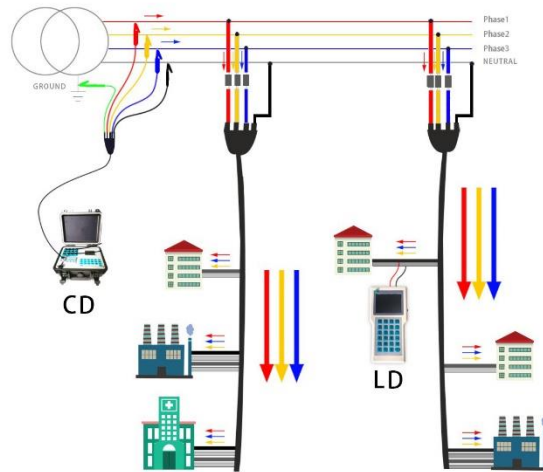 Phase1
Phase2
Phase3
NEUTRAL
GROUND
CD
LD